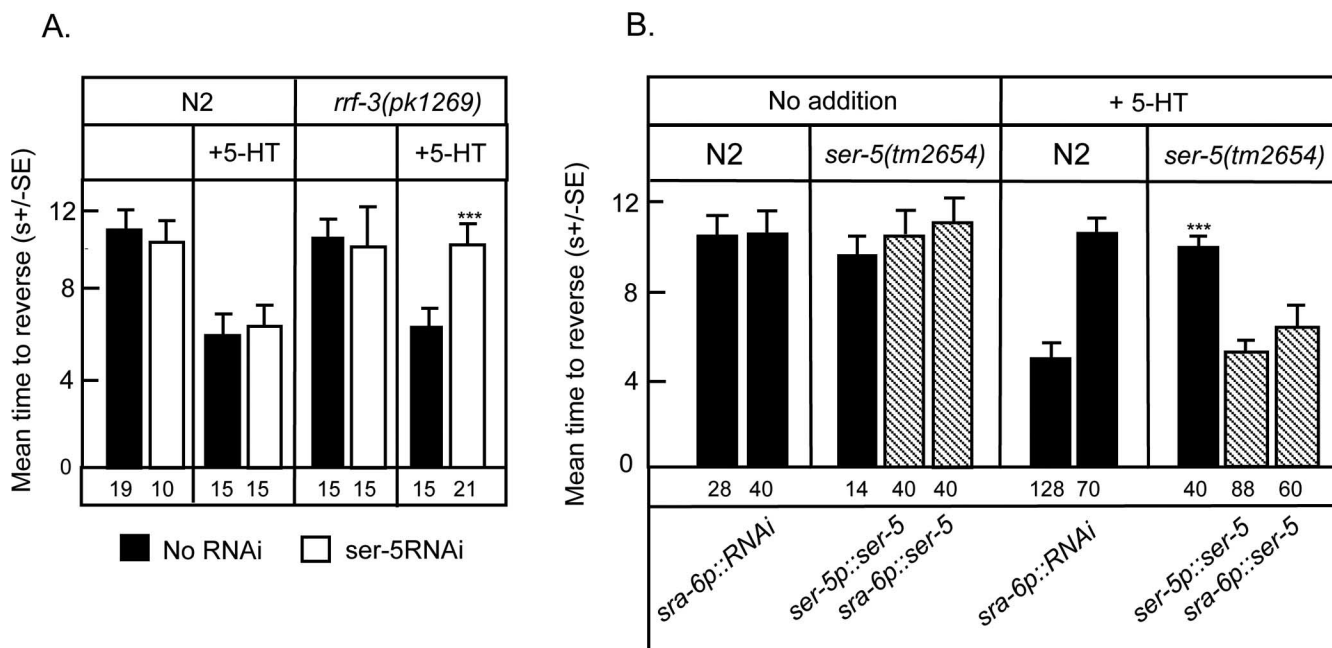 A.
N2 rrf-3(pk1269)
+5-HT +5-HT
Mean time to reverse (s+/-SE)
12
8
4
0
***
19 10 15 15 15 15 15 21
No RNAi ser-5RNAi
B.
No addition + 5-HT
N2 ser-5(tm2654) N2 ser-5(tm2654)
Mean time to reverse (s+/-SE)
12
8
4
0
***
28 40 14 40 40 128 70 40 88 60
sra-6p::RNAi
ser-5p::ser-5
sra-6p::ser-5
sra-6p::RNAi
ser-5p::ser-5
sra-6p::ser-5